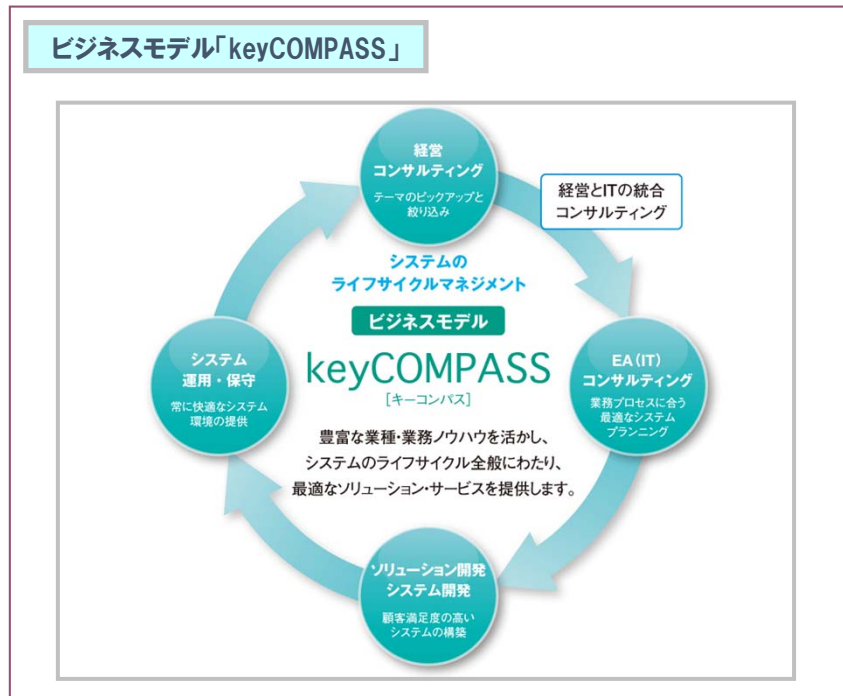 ビジネスモデル「keyCOMPASS」
経営
コンサルティング
テーマのピックアップと
絞り込み
経営とITの統合
コンサルティング
システムの
ライフサイクルマネジメント
ビジネスモデル
keyCOMPASS
[キーコンパス]
豊富な業種・業務ノウハウを活かし、
システムのライフサイクル全般にわたり、
最適なソリューション・サービスを提供します。
システム
運用・保守
常に快適なシステム
環境の提供
EA(IT)
コンサルティング
業務プロセスに合う
最適なシステム
プランニング
ソリューション開発
システム開発
顧客満足度の高い
システムの構築